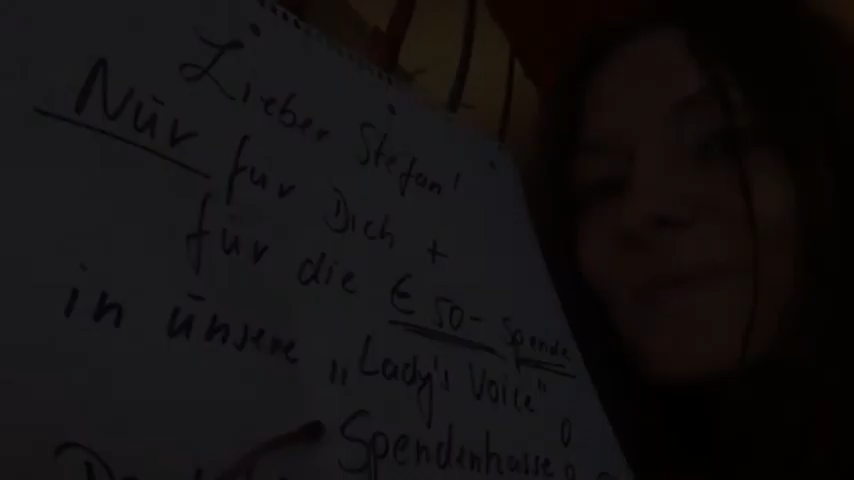 Lieber Stefan!
Nur für Dich +
für die € 50- Spende
in unsere „Lady's Voice"
Spendenkasse